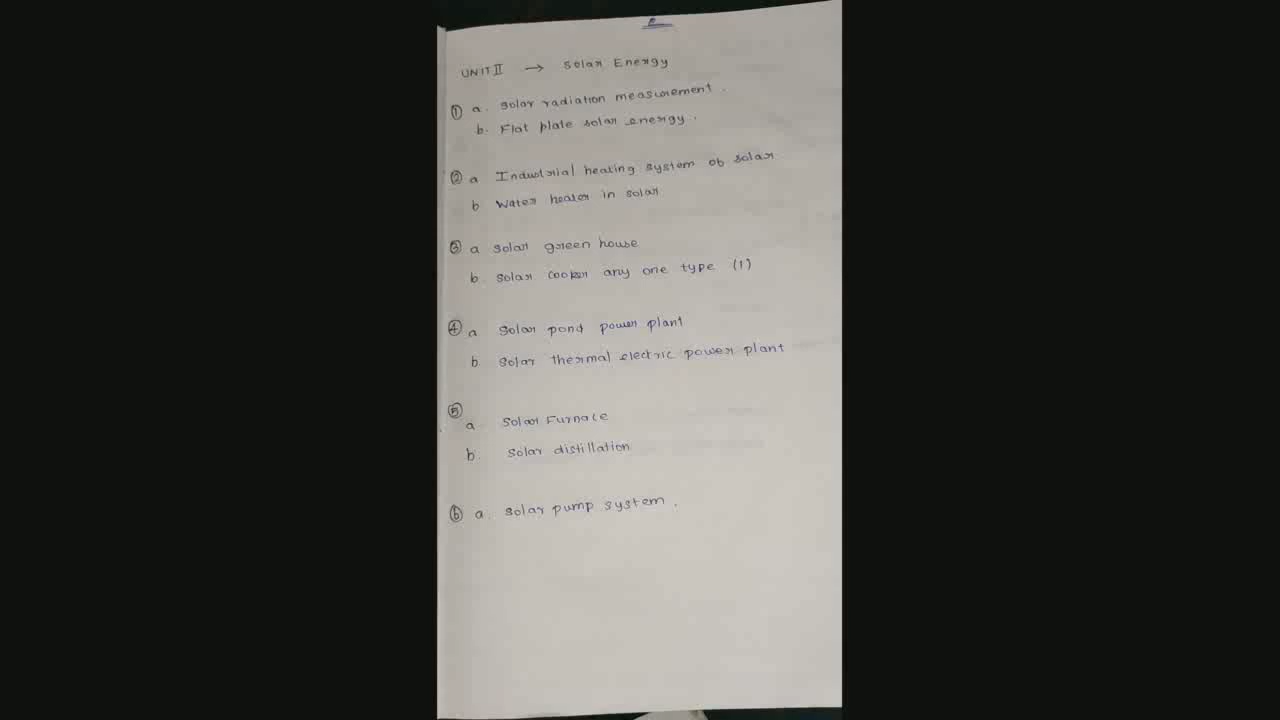 UNIT II → Solar Energy
① a. Solar radiation measurement.
b. Flat plate solar energy.
② a Industrial heating system of solar
b Water heater in solar
③ a solar green house
b. Solar cooker any one type (1)
④ a Solar pond power plant
b. Solar thermal electric power plant
⑤
a. Solar Furnace
b. Solar distillation
⑥ a. Solar pump system.